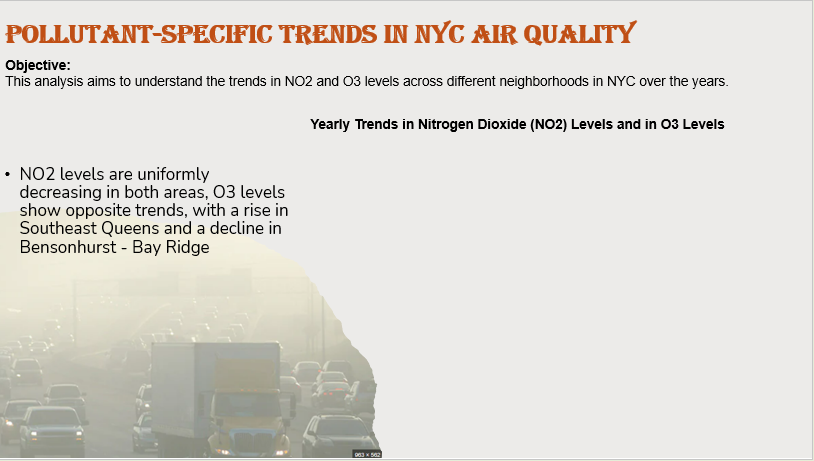 POLLUTANT-SPECIFIC TRENDS IN NYC AIR QUALITY
Objective:
This analysis aims to understand the trends in NO2 and O3 levels across different neighborhoods in NYC over the years.
Yearly Trends in Nitrogen Dioxide (NO2) Levels and in O3 Levels
• NO2 levels are uniformly
decreasing in both areas, O3 levels
show opposite trends, with a rise in
Southeast Queens and a decline in
Bensonhurst - Bay Ridge
963 × 562